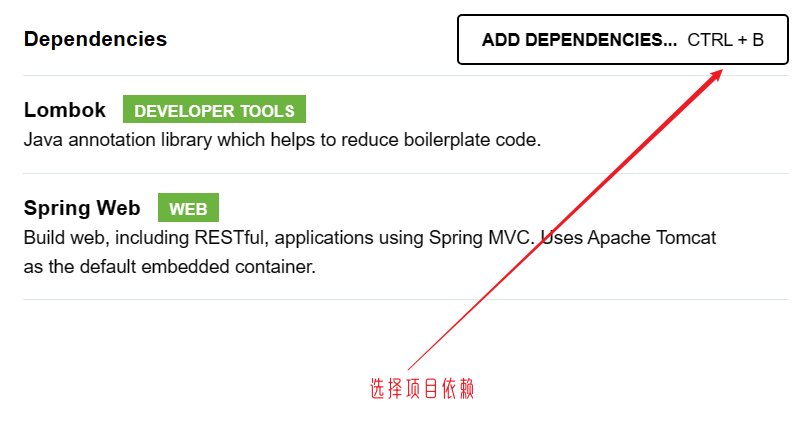 Dependencies
ADD DEPENDENCIES... CTRL + B
Lombok DEVELOPER TOOLS
Java annotation library which helps to reduce boilerplate code.
Spring Web WEB
Build web, including RESTful, applications using Spring MVC. Uses Apache Tomcat
as the default embedded container.
选择项目依赖